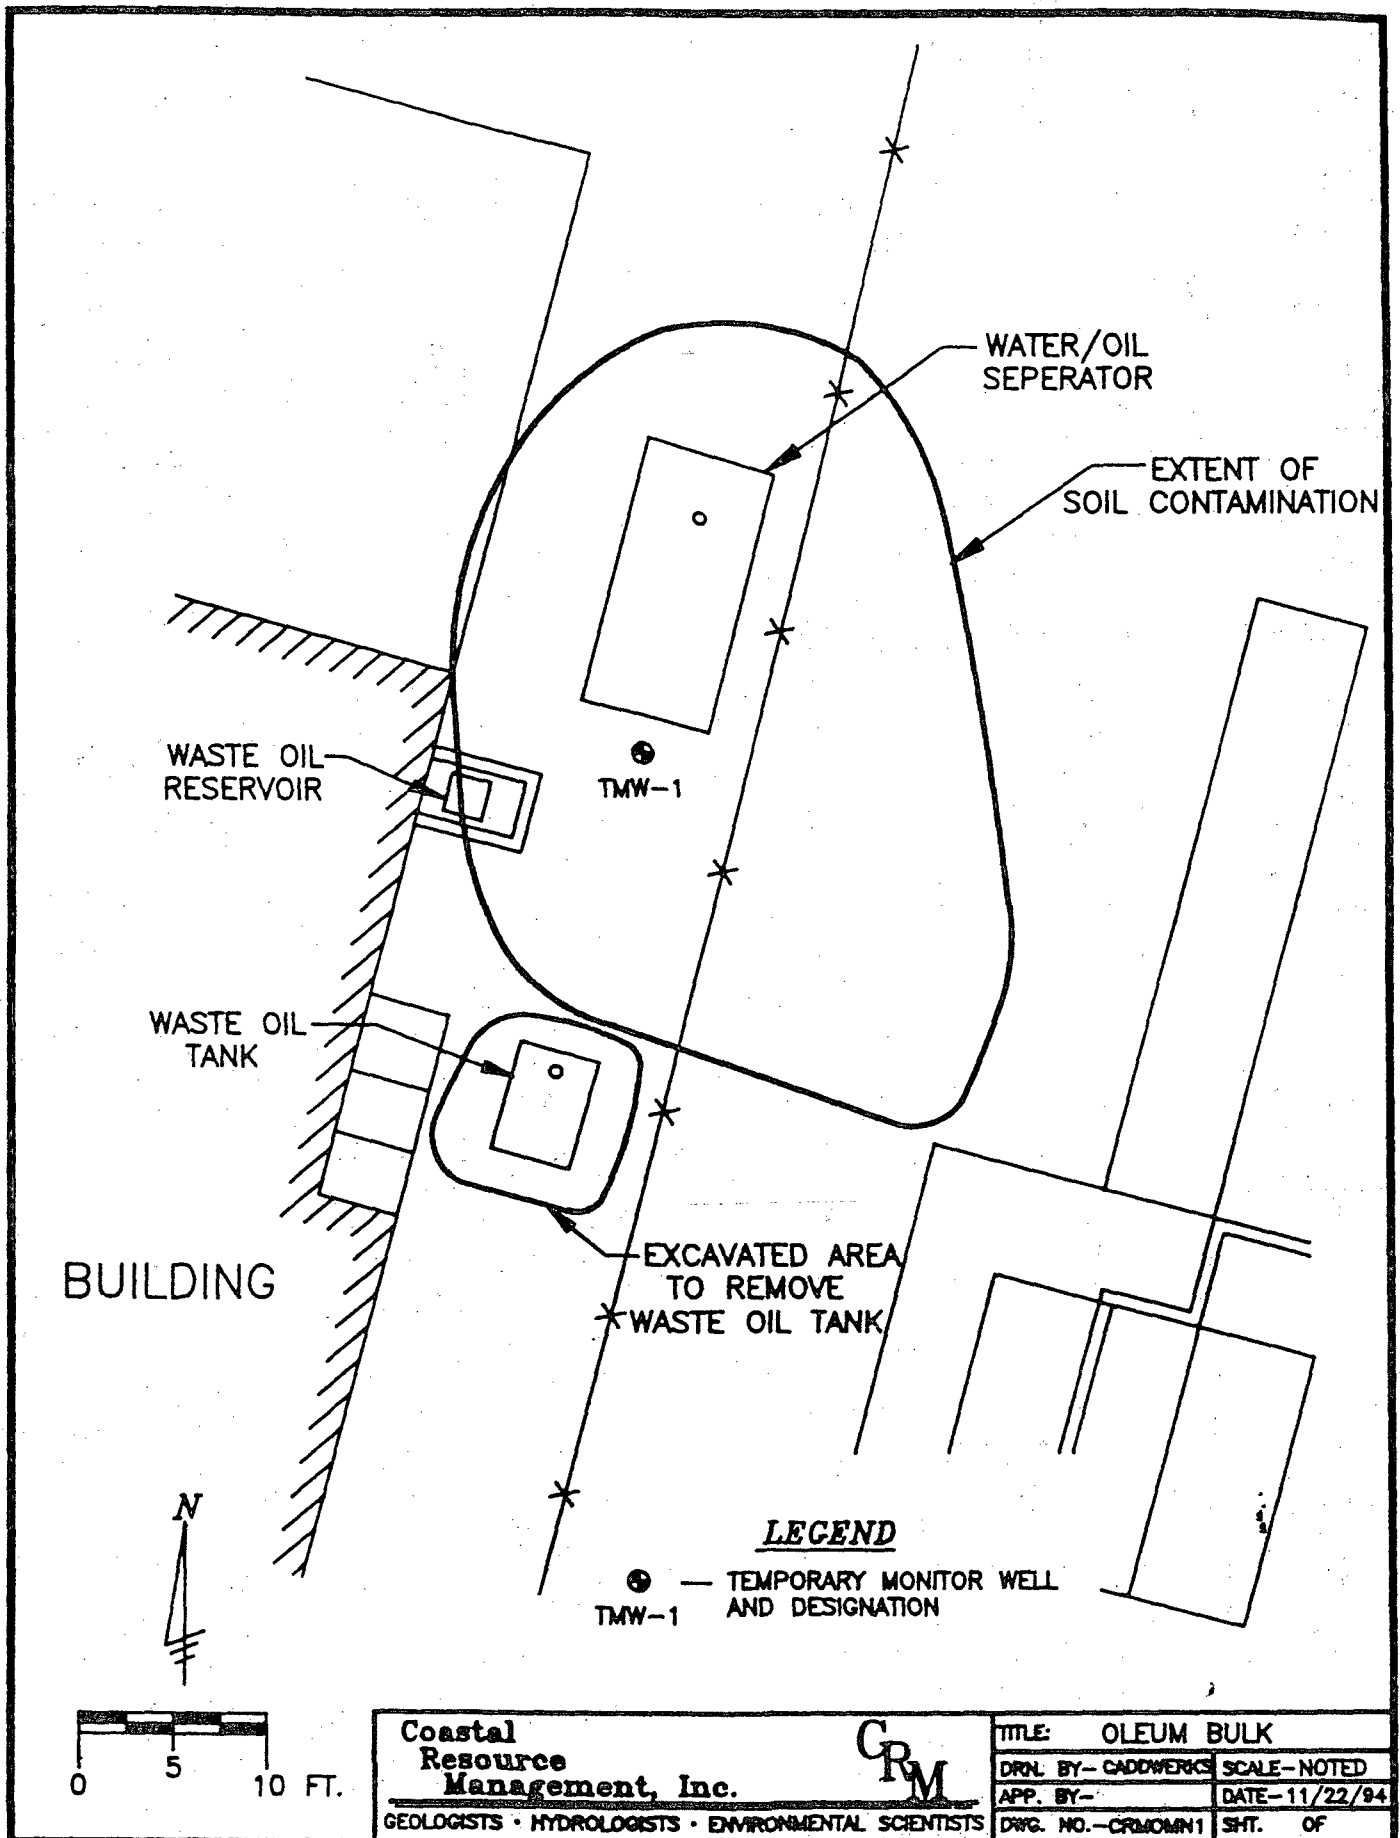 WATER/OIL
SEPERATOR
EXTENT OF
SOIL CONTAMINATION
WASTE OIL
RESERVOIR
TMW-1
WASTE OIL
TANK
EXCAVATED AREA
TO REMOVE
WASTE OIL TANK
BUILDING
N
LEGEND
— TEMPORARY MONITOR WELL
AND DESIGNATION
TMW-1
0 5 10 FT.
Coastal
Resource
Management, Inc.
CRM
GEOLOGISTS · HYDROLOGISTS · ENVIRONMENTAL SCIENTISTS
TITLE: OLEUM BULK
DRN. BY- CADDWERKS SCALE-NOTED
APP. BY- DATE-11/22/94
DWG. NO.-CRMOMN1 SHT. OF